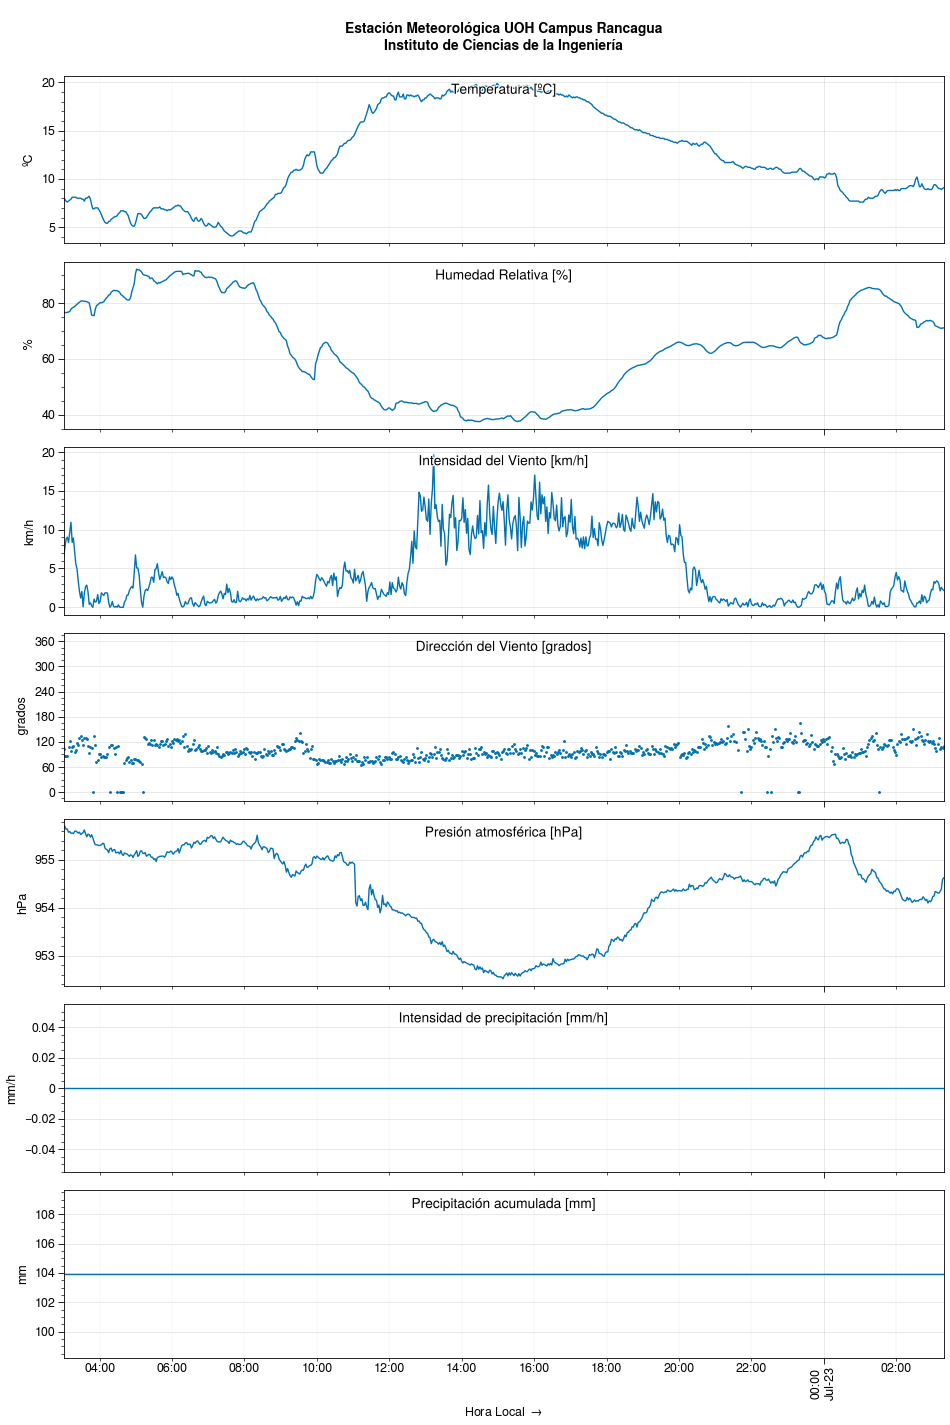 Estación Meteorológica UOH Campus Rancagua
Instituto de Ciencias de la Ingeniería
Temperatura [ºC]
20
15
10
5
ºC
Humedad Relativa [%]
80
60
40
%
Intensidad del Viento [km/h]
20
15
10
5
0
km/h
Dirección del Viento [grados]
360
300
240
180
120
60
0
grados
Presión atmosférica [hPa]
955
954
953
hPa
Intensidad de precipitación [mm/h]
0.04
0.02
0
−0.02
−0.04
mm/h
Precipitación acumulada [mm]
108
106
104
102
100
mm
04:00 06:00 08:00 10:00 12:00 14:00 16:00 18:00 20:00 22:00 00:00 02:00
Jul-23
Hora Local →